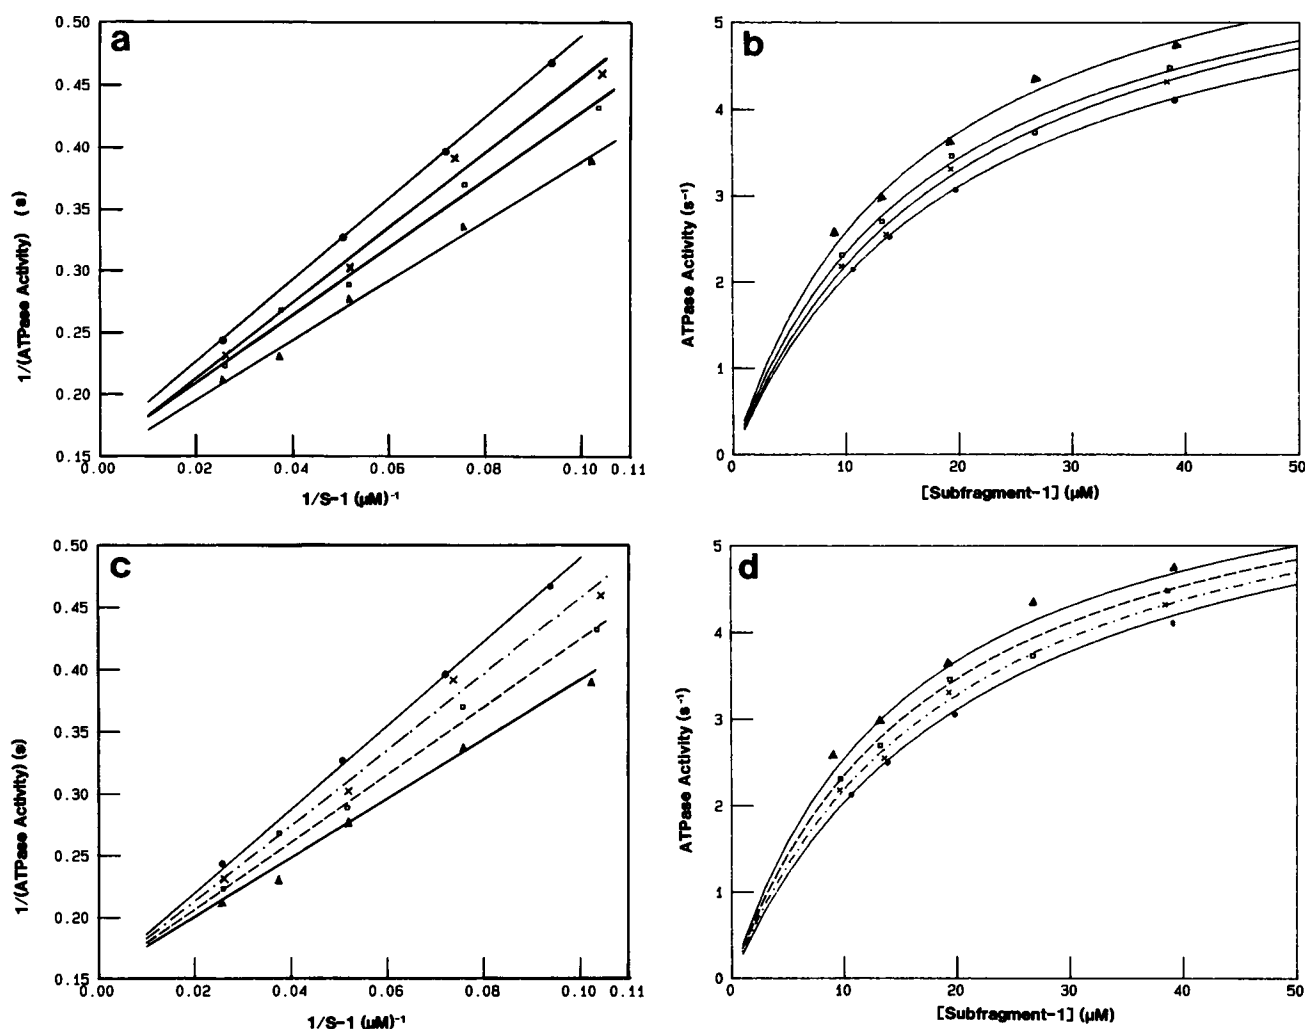 a
0.50
0.45
0.40
0.35
0.30
0.25
0.20
0.15
1/(ATPase Activity) (s)
0.00 0.02 0.04 0.06 0.08 0.10 0.11
1/S-1 (µM)⁻¹
b
5
4
3
2
1
0
ATPase Activity (s⁻¹)
0 10 20 30 40 50
[Subfragment-1] (µM)
c
0.50
0.45
0.40
0.35
0.30
0.25
0.20
0.15
1/(ATPase Activity) (s)
0.00 0.02 0.04 0.06 0.08 0.10 0.11
1/S-1 (µM)⁻¹
d
5
4
3
2
1
0
ATPase Activity (s⁻¹)
0 10 20 30 40 50
[Subfragment-1] (µM)